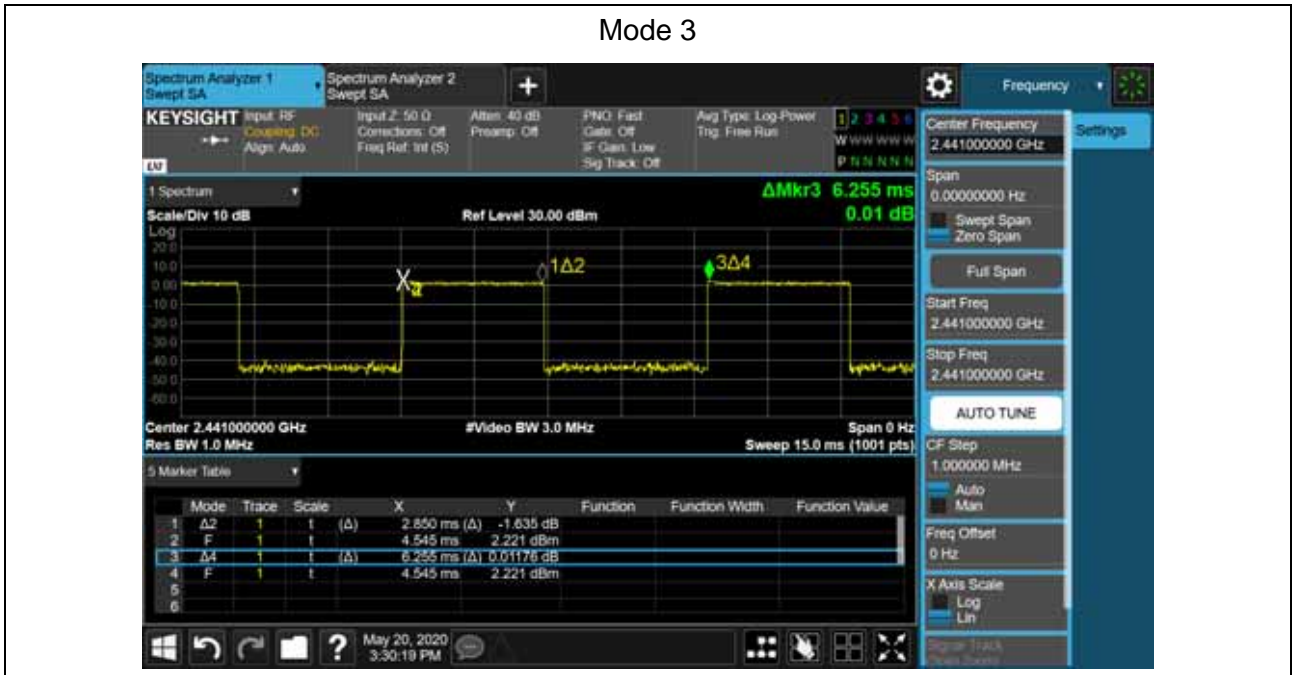 Mode 3
Spectrum Analyzer 1
Swept SA
Spectrum Analyzer 2
Swept SA
+
Frequency
KEYSIGHT
Input: RF
Coupling: DC
Align: Auto
Input Z: 50 Ω
Corrections: Off
Freq Ref: Int (S)
Atten: 40 dB
Preamp: Off
PNO: Fast
Gate: Off
IF Gain: Low
Sig Track: Off
Avg Type: Log-Power
Trig: Free Run
1 2 3 4 5 6
W W W W W W
P N N N N N
LXI
1 Spectrum
Scale/Div 10 dB
Ref Level 30.00 dBm
ΔMkr3 6.255 ms
0.01 dB
Log
20.0
10.0
0.00
-10.0
-20.0
-30.0
-40.0
-50.0
-60.0
X
1Δ2
3Δ4
Center 2.441000000 GHz
#Video BW 3.0 MHz
Span 0 Hz
Res BW 1.0 MHz
Sweep 15.0 ms (1001 pts)
5 Marker Table
Mode Trace Scale X Y Function Function Width Function Value
1 Δ2 1 t (Δ) 2.850 ms (Δ) -1.635 dB
2 F 1 t 4.545 ms 2.221 dBm
3 Δ4 1 t (Δ) 6.255 ms (Δ) 0.01176 dB
4 F 1 t 4.545 ms 2.221 dBm
5
6
?
May 20, 2020
3:30:19 PM
Center Frequency
2.441000000 GHz
Settings
Span
0.00000000 Hz
Swept Span
Zero Span
Full Span
Start Freq
2.441000000 GHz
Stop Freq
2.441000000 GHz
AUTO TUNE
CF Step
1.000000 MHz
Auto
Man
Freq Offset
0 Hz
X Axis Scale
Log
Lin
Signal Track